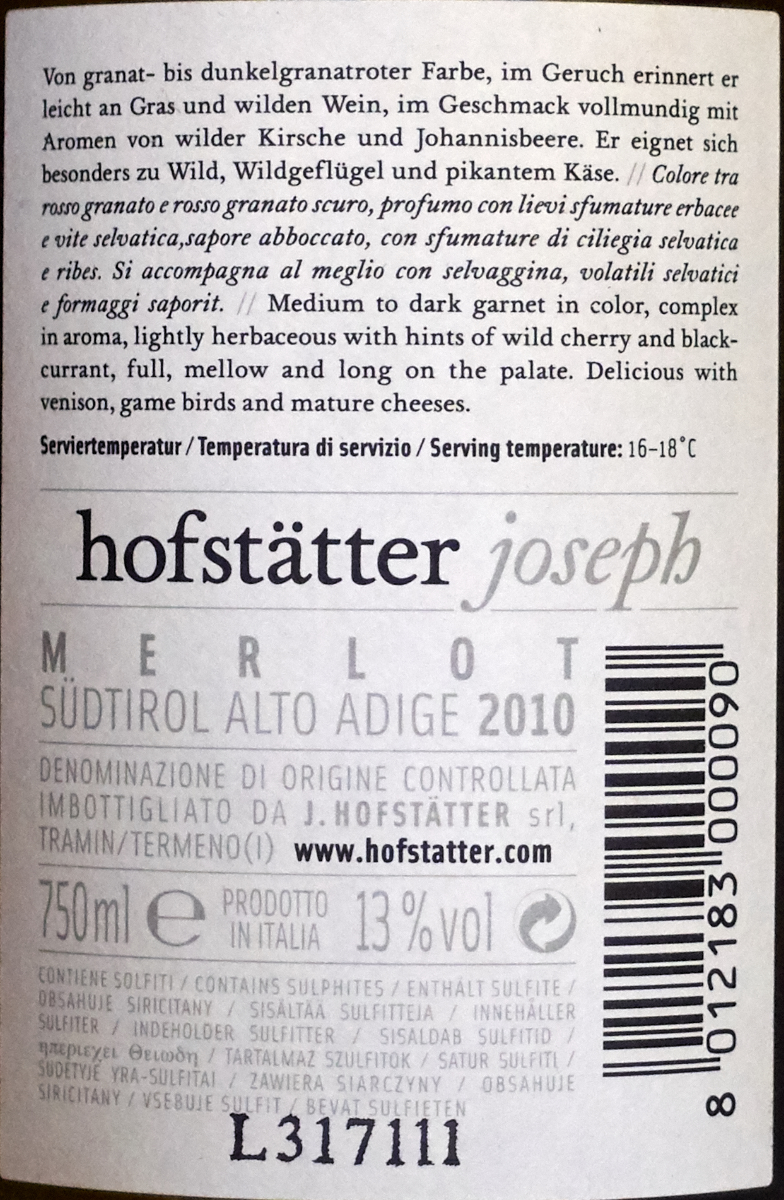 Von granat- bis dunkelgranatroter Farbe, im Geruch erinnert er
leicht an Gras und wilden Wein, im Geschmack vollmundig mit
Aromen von wilder Kirsche und Johannisbeere. Er eignet sich
besonders zu Wild, Wildgeflügel und pikantem Käse. // Colore tra
rosso granato e rosso granato scuro, profumo con lievi sfumature erbacee
e vite selvatica,sapore abboccato, con sfumature di ciliegia selvatica
e ribes. Si accompagna al meglio con selvaggina, volatili selvatici
e formaggi saporit. // Medium to dark garnet in color, complex
in aroma, lightly herbaceous with hints of wild cherry and black-
currant, full, mellow and long on the palate. Delicious with
venison, game birds and mature cheeses.
Serviertemperatur / Temperatura di servizio / Serving temperature: 16-18°C
hofstätter joseph
MERLOT
SÜDTIROL ALTO ADIGE 2010
DENOMINAZIONE DI ORIGINE CONTROLLATA
IMBOTTIGLIATO DA J. HOFSTÄTTER srl,
TRAMIN/TERMENO(I) www.hofstatter.com
750ml e PRODOTTO
IN ITALIA 13%vol
CONTIENE SOLFITI / CONTAINS SULPHITES / ENTHÄLT SULFITE /
OBSAHUJE SIRICITANY / SISÄLTÄÄ SULFITTEJA / INNEHÅLLER
SULFITER / INDEHOLDER SULFITTER / SISALDAB SULFITID /
ηπεριεχει Θειωδη / TARTALMAZ SZULFITOK / SATUR SULFITI /
SUDETYJE YRA-SULFITAI / ZAWIERA SIARCZYNY / OBSAHUJE
SIRICITANY / VSEBUJE SULFIT / BEVAT SULFIETEN
L317111
8 012183 000090